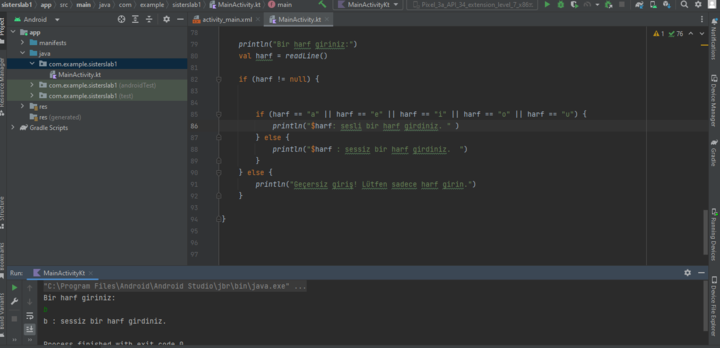 sisterslab1 app src main java com example sisterslab1 MainActivity.kt main MainActivityKt Pixel_3a_API_34_extension_level_7_x86
Android
activity_main.xml MainActivity.kt
app
manifests
java
com.example.sisterslab1
MainActivity.kt
com.example.sisterslab1 (androidTest)
com.example.sisterslab1 (test)
res
res (generated)
Gradle Scripts
1 76
78
79 println("Bir harf giriniz:")
80 val harf = readLine()
81
82 if (harf != null) {
83
85 if (harf == "a" || harf == "e" || harf == "i" || harf == "o" || harf == "u") {
86 println("$harf: sesli bir harf girdiniz. " )
87 } else {
88 println("$harf : sessiz bir harf girdiniz.  ")
89 }
90 } else {
91 println("Geçersiz giriş! Lütfen sadece harf girin.")
92 }
93
94 }
95
97
Project
Resource Manager
Structure
Bookmarks
Build Variants
Notifications
Device Manager
Gradle
Running Devices
Device File Explorer
Run: MainActivityKt
"C:\Program Files\Android\Android Studio\jbr\bin\java.exe" ...
Bir harf giriniz:
b : sessiz bir harf girdiniz.
Process finished with exit code 0